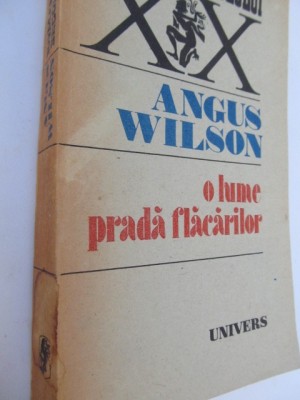 XX
ANGUS
WILSON
o lume
pradă flăcărilor
UNIVERS